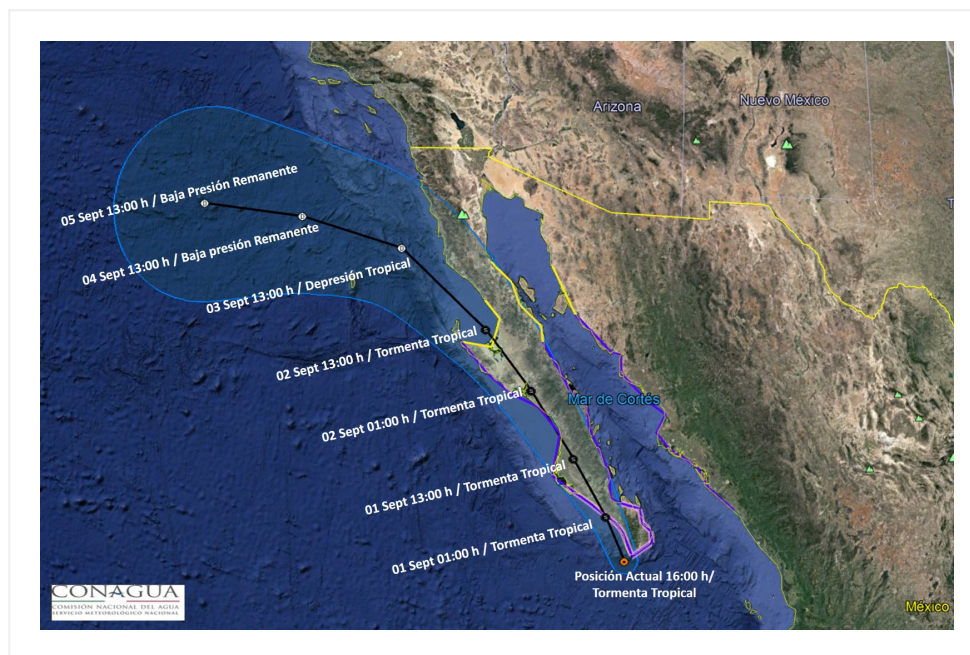 Arizona
Nuevo México
05 Sept 13:00 h / Baja Presión Remanente
04 Sept 13:00 h / Baja presión Remanente
03 Sept 13:00 h / Depresión Tropical
02 Sept 13:00 h / Tormenta Tropical
Mar de Cortés
02 Sept 01:00 h / Tormenta Tropical
01 Sept 13:00 h / Tormenta Tropical
01 Sept 01:00 h / Tormenta Tropical
Posición Actual 16:00 h/
Tormenta Tropical
CONAGUA
COMISIÓN NACIONAL DEL AGUA
SERVICIO METEOROLÓGICO NACIONAL
México